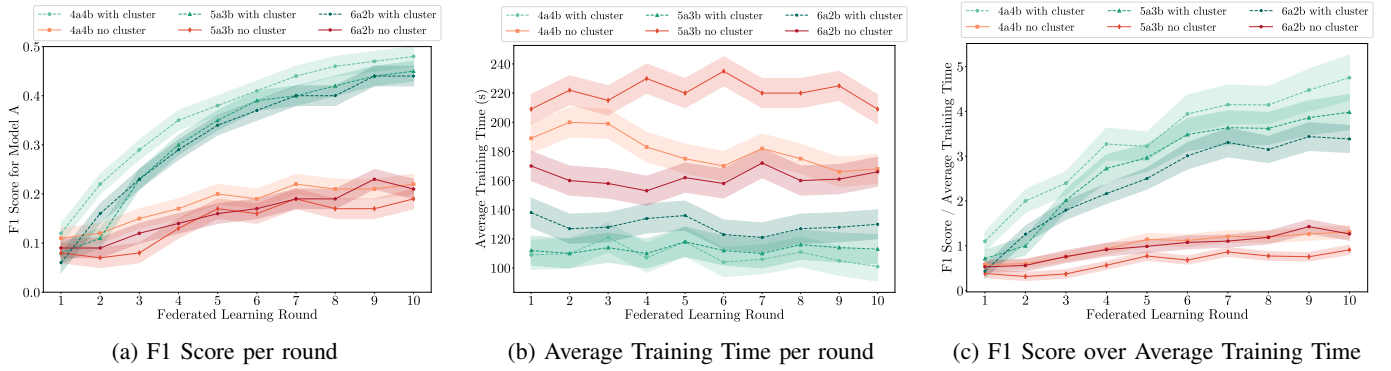 4a4b with cluster 5a3b with cluster 6a2b with cluster
4a4b no cluster 5a3b no cluster 6a2b no cluster
F1 Score for Model A
0.5
0.4
0.3
0.2
0.1
0.0
1 2 3 4 5 6 7 8 9 10
Federated Learning Round
(a) F1 Score per round
4a4b with cluster 5a3b with cluster 6a2b with cluster
4a4b no cluster 5a3b no cluster 6a2b no cluster
Average Training Time (s)
240
220
200
180
160
140
120
100
1 2 3 4 5 6 7 8 9 10
Federated Learning Round
(b) Average Training Time per round
4a4b with cluster 5a3b with cluster 6a2b with cluster
4a4b no cluster 5a3b no cluster 6a2b no cluster
F1 Score / Average Training Time
5
4
3
2
1
0
1 2 3 4 5 6 7 8 9 10
Federated Learning Round
(c) F1 Score over Average Training Time